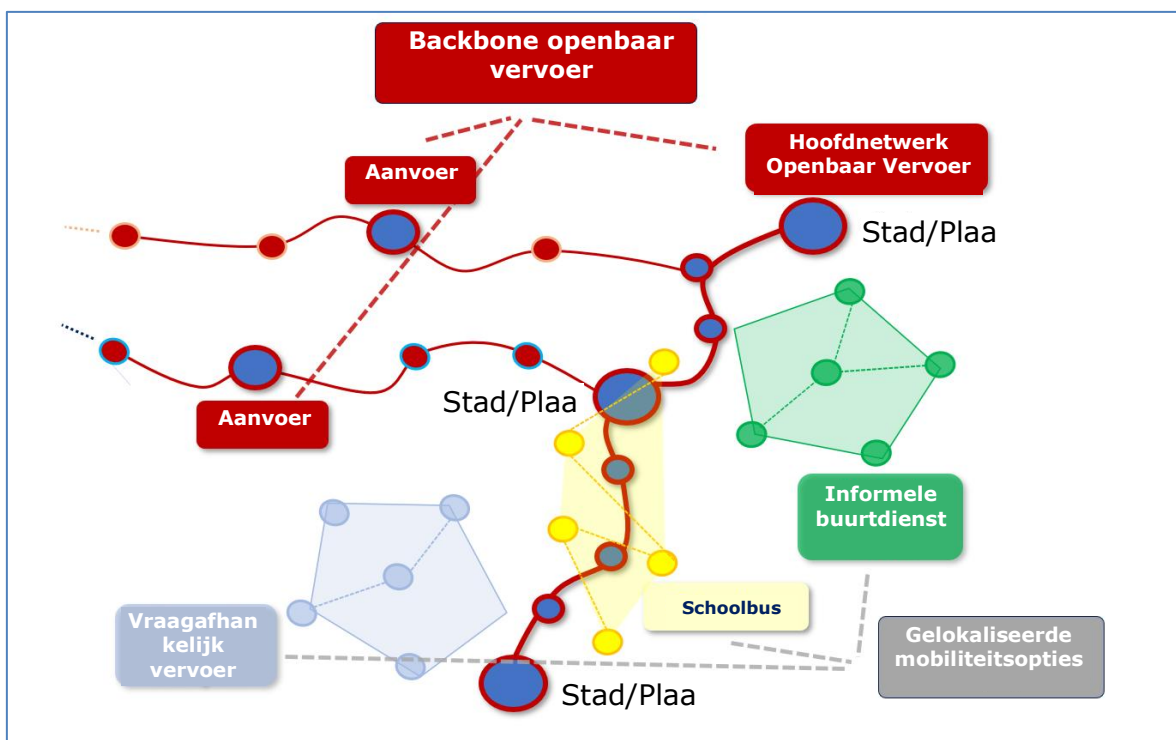 Backbone openbaar
vervoer
Hoofdnetwerk
Openbaar Vervoer
Aanvoer
Stad/Plaa
Stad/Plaa
Aanvoer
Informele
buurtdienst
Schoolbus
Vraagafhan
kelijk
vervoer
Gelokaliseerde
mobiliteitsopties
Stad/Plaa